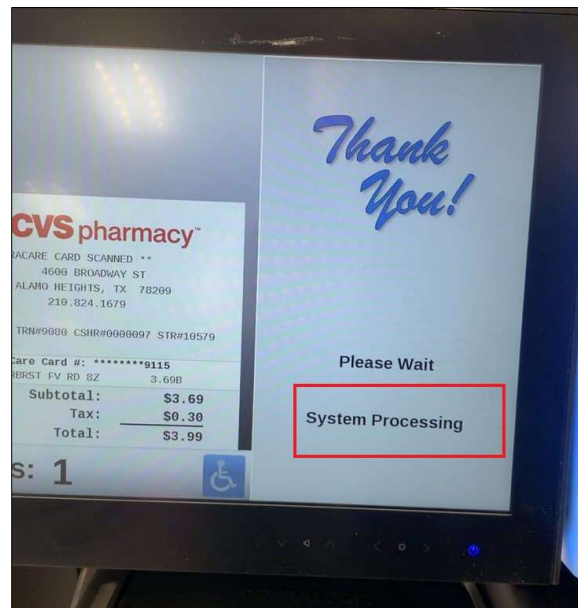 CVS pharmacy™
RACARE CARD SCANNED **
4600 BROADWAY ST
ALAMO HEIGHTS, TX 78209
210.824.1679
TRN#9080 CSHR#0000097 STR#10579
Care Card #: ********9115
RBRST FV RD 8Z 3.69B
Subtotal: $3.69
Tax: $0.30
Total: $3.99
s: 1
Thank
You!
Please Wait
System Processing